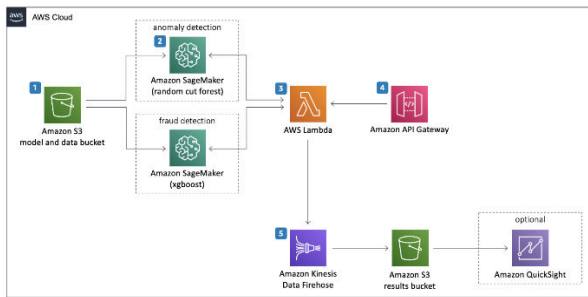 aws
AWS Cloud
anomaly detection
2
Amazon SageMaker
(random cut forest)
1
Amazon S3
model and data bucket
fraud detection
Amazon SageMaker
(xgboost)
3
AWS Lambda
4
Amazon API Gateway
5
Amazon Kinesis
Data Firehose
Amazon S3
results bucket
optional
Amazon QuickSight